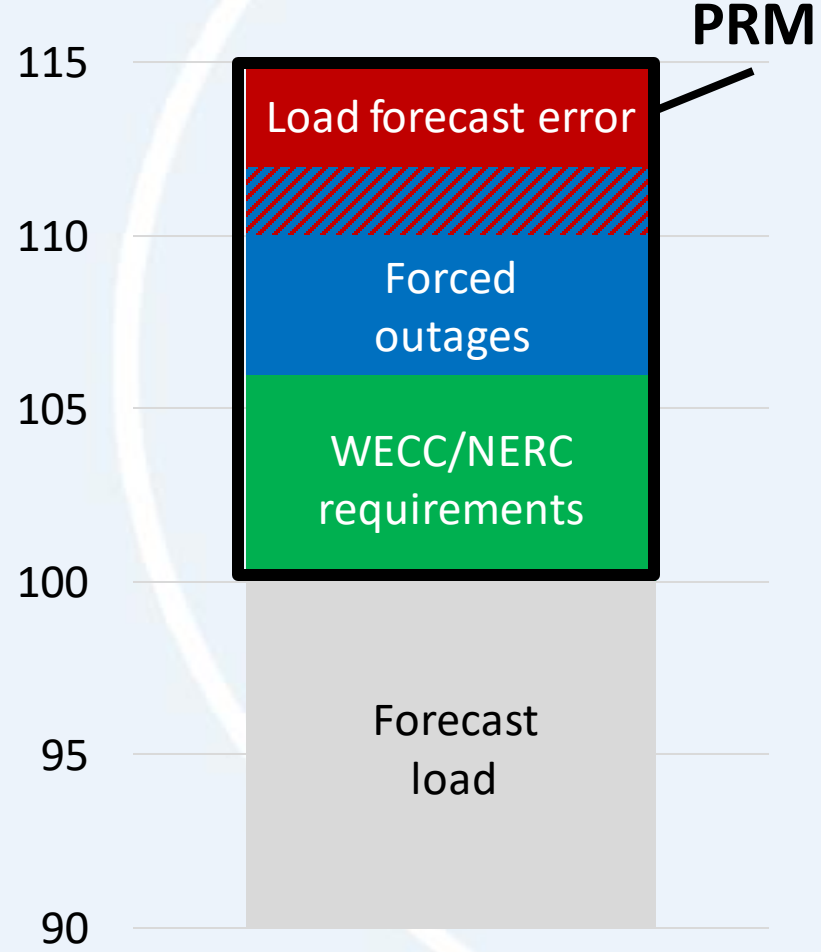 PRM
115
Load forecast error
110
Forced
outages
105
WECC/NERC
requirements
100
Forecast
load
95
90